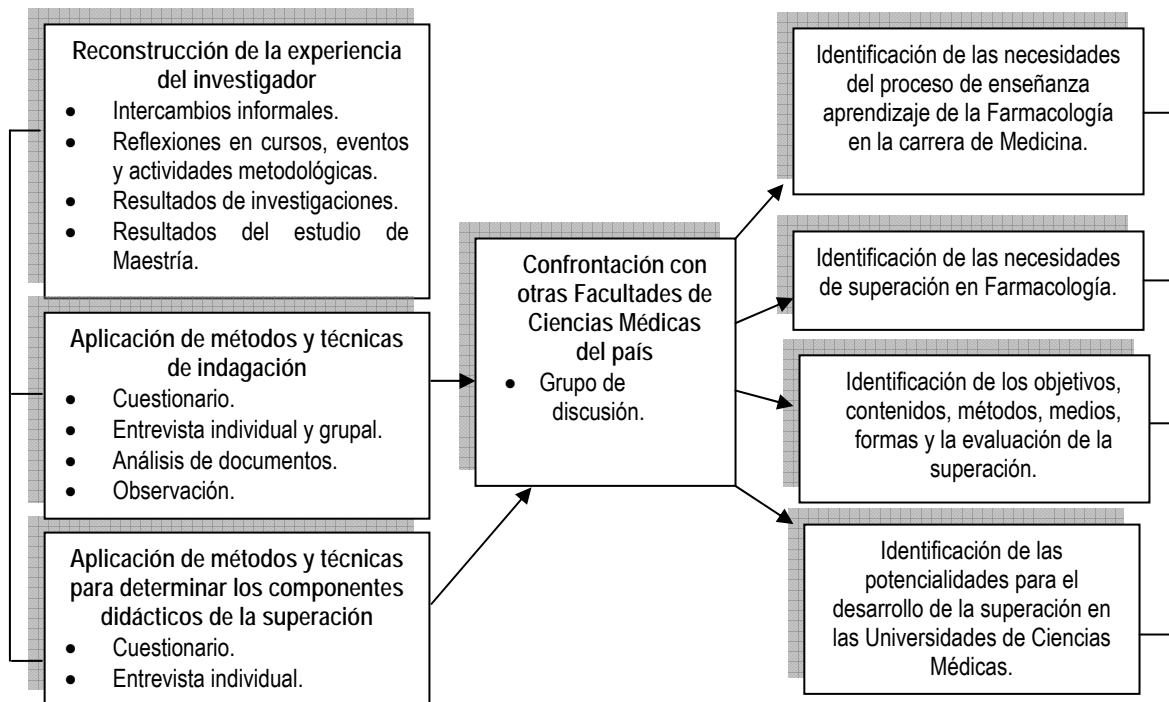 Reconstrucción de la experiencia
del investigador
• Intercambios informales.
• Reflexiones en cursos, eventos
y actividades metodológicas.
• Resultados de investigaciones.
• Resultados del estudio de
Maestría.
Aplicación de métodos y técnicas
de indagación
• Cuestionario.
• Entrevista individual y grupal.
• Análisis de documentos.
• Observación.
Aplicación de métodos y técnicas
para determinar los componentes
didácticos de la superación
• Cuestionario.
• Entrevista individual.
Confrontación con
otras Facultades de
Ciencias Médicas
del país
• Grupo de
discusión.
Identificación de las necesidades
del proceso de enseñanza
aprendizaje de la Farmacología
en la carrera de Medicina.
Identificación de las necesidades
de superación en Farmacología.
Identificación de los objetivos,
contenidos, métodos, medios,
formas y la evaluación de la
superación.
Identificación de las
potencialidades para el
desarrollo de la superación en
las Universidades de Ciencias
Médicas.